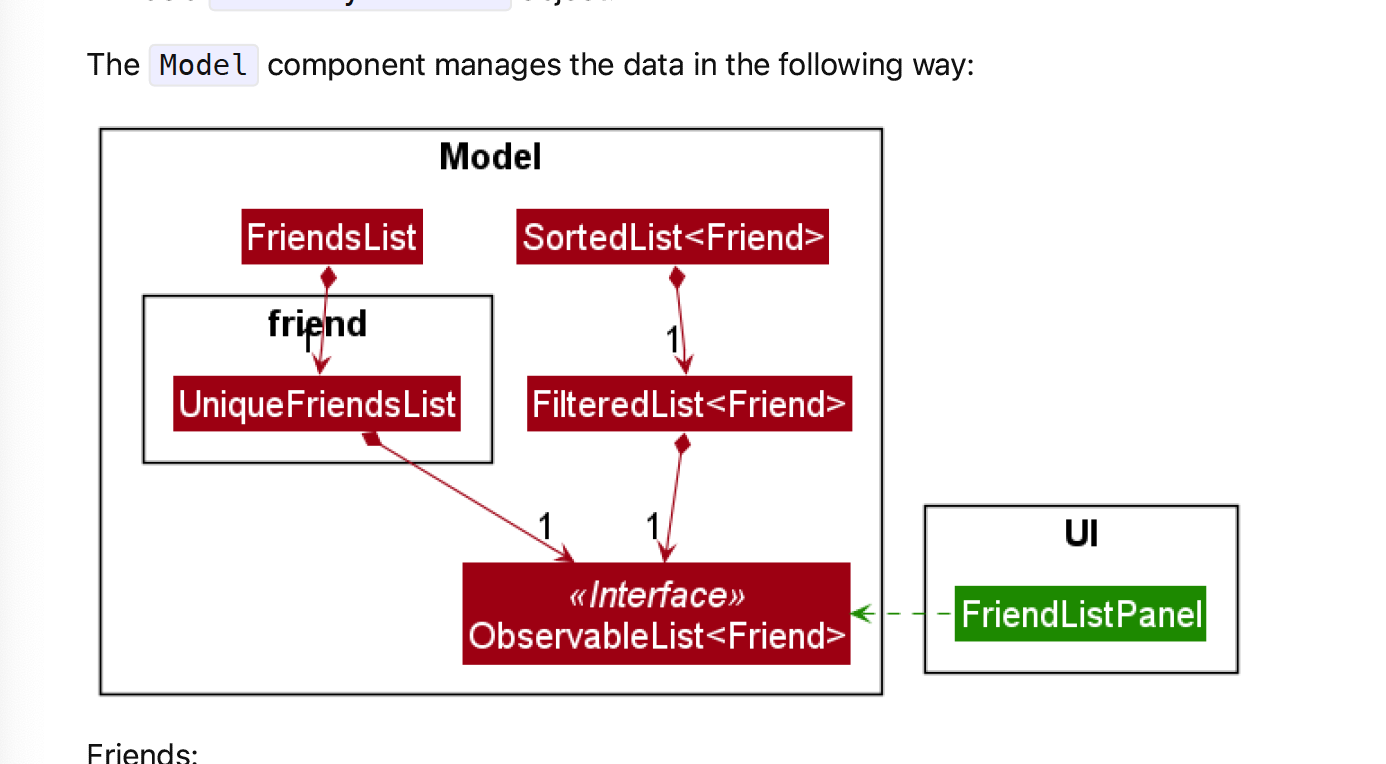 The Model component manages the data in the following way:
Model
FriendsList
SortedList<Friend>
friend
1
1
UniqueFriendsList
FilteredList<Friend>
1
1
UI
«Interface»
ObservableList<Friend>
FriendListPanel
Friends: